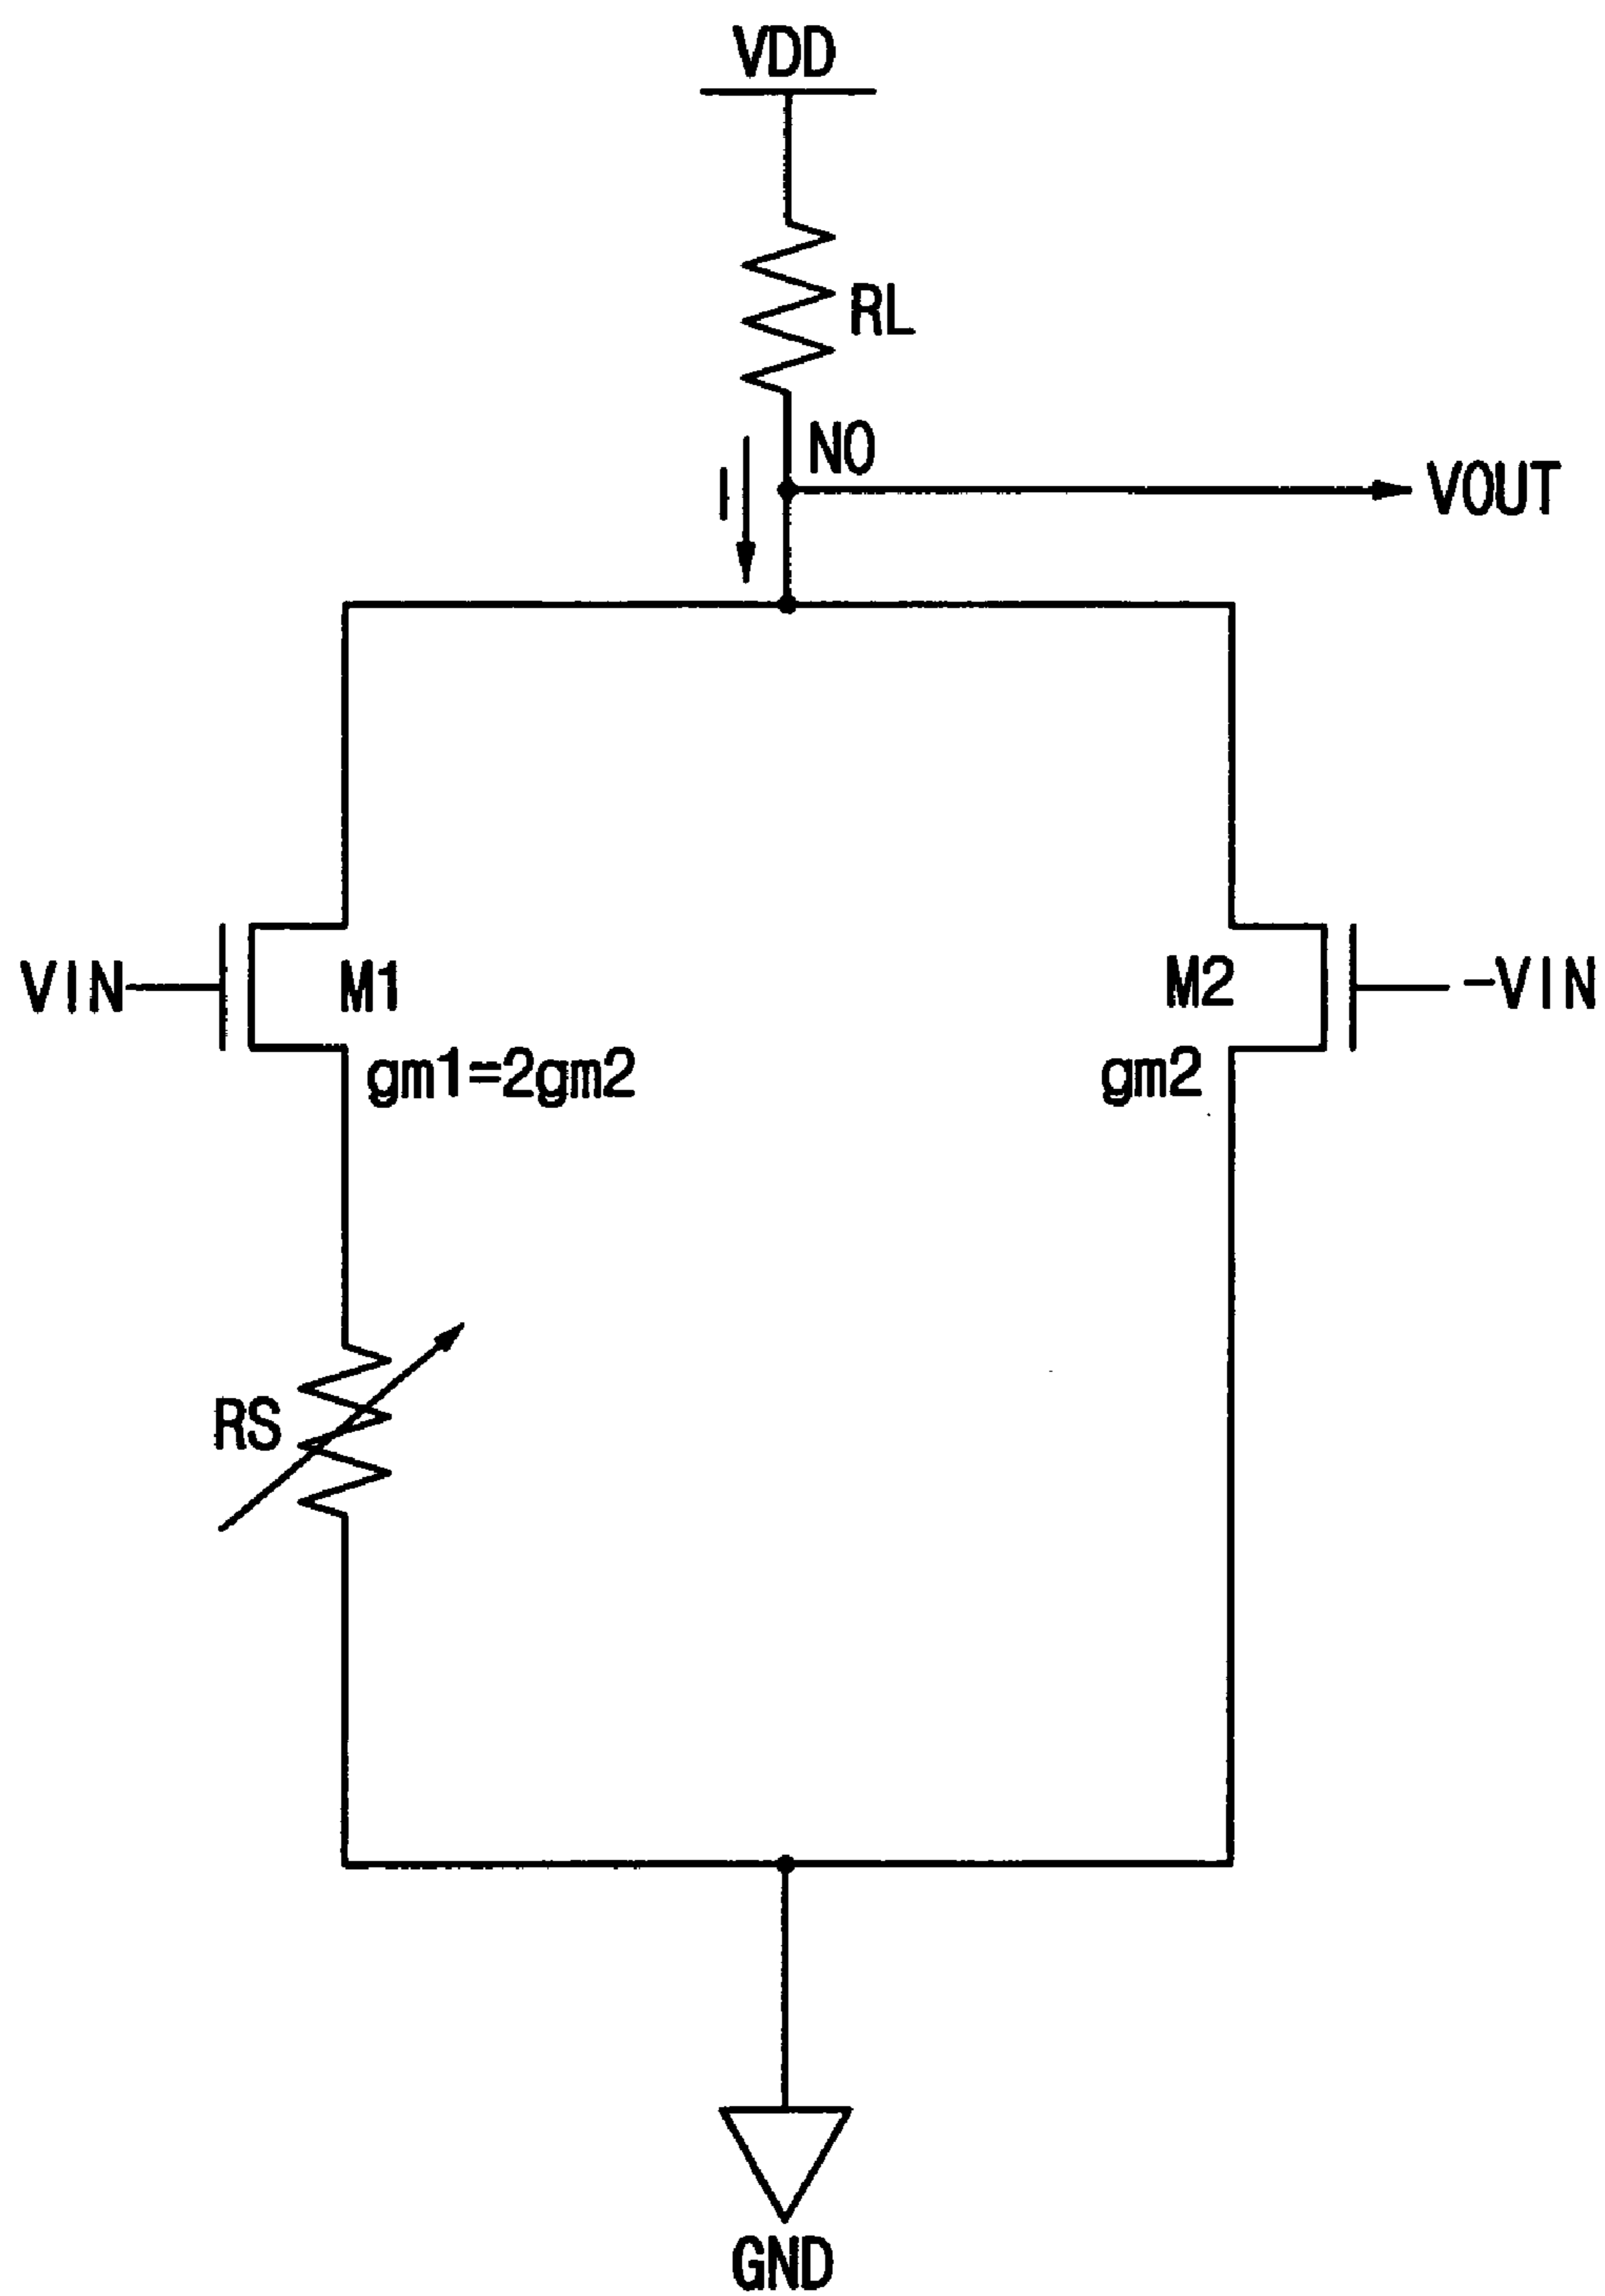 VDD
RL
NO
I
VOUT
VIN
M1
M2
-VIN
gm1=2gm2
gm2
RS
GND